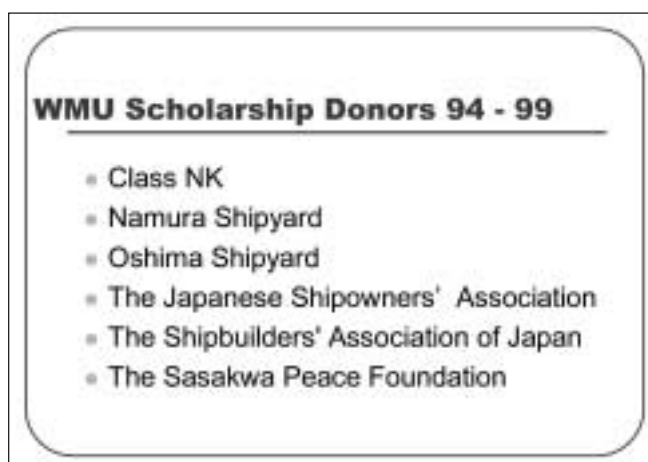 WMU Scholarship Donors 94 - 99
Class NK
Namura Shipyard
Oshima Shipyard
The Japanese Shipowners' Association
The Shipbuilders' Association of Japan
The Sasakwa Peace Foundation